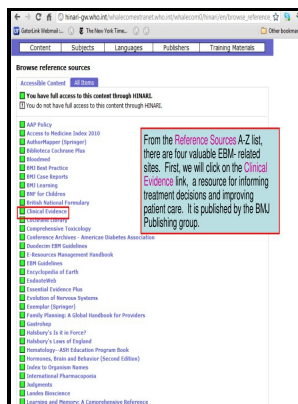 hinari-gw.who.int/whalecomextranet.who.int/whalecom0/hinari/en/browse_reference
GatorLink Webmail:...
The New York Time...
Other bookmar
Content Subjects Languages Publishers Training Materials
Browse reference sources
Accessible Content All Items
You have full access to this content through HINARI.
You do not have full access to this content through HINARI.
AAP Policy
Access to Medicine Index 2010
AuthorMapper (Springer)
Biblioteca Cochrane Plus
Bloodmed
BMJ Best Practice
BMJ Case Reports
BMJ Learning
BNF for Children
British National Formulary
Clinical Evidence
Cochrane Library
Comprehensive Toxicology
Conference Archives - American Diabetes Association
Duodecim EBM Guidelines
E-Resources Management Handbook
EBM Guidelines
Encyclopedia of Earth
EndnoteWeb
Essential Evidence Plus
Evolution of Nervous Systems
Exemplar (Springer)
Family Planning: A Global Handbook for Providers
Gastrohep
Halsbury's Is it in Force?
Halsbury's Laws of England
Hematology--ASH Education Program Book
Hormones, Brain and Behavior (Second Edition)
Index to Organism Names
International Pharmacopoeia
Judgments
Landes Bioscience
Learning and Memory: A Comprehensive Reference
From the Reference Sources A-Z list,
there are four valuable EBM- related
sites. First, we will click on the Clinical
Evidence link, a resource for informing
treatment decisions and improving
patient care. It is published by the BMJ
Publishing group.